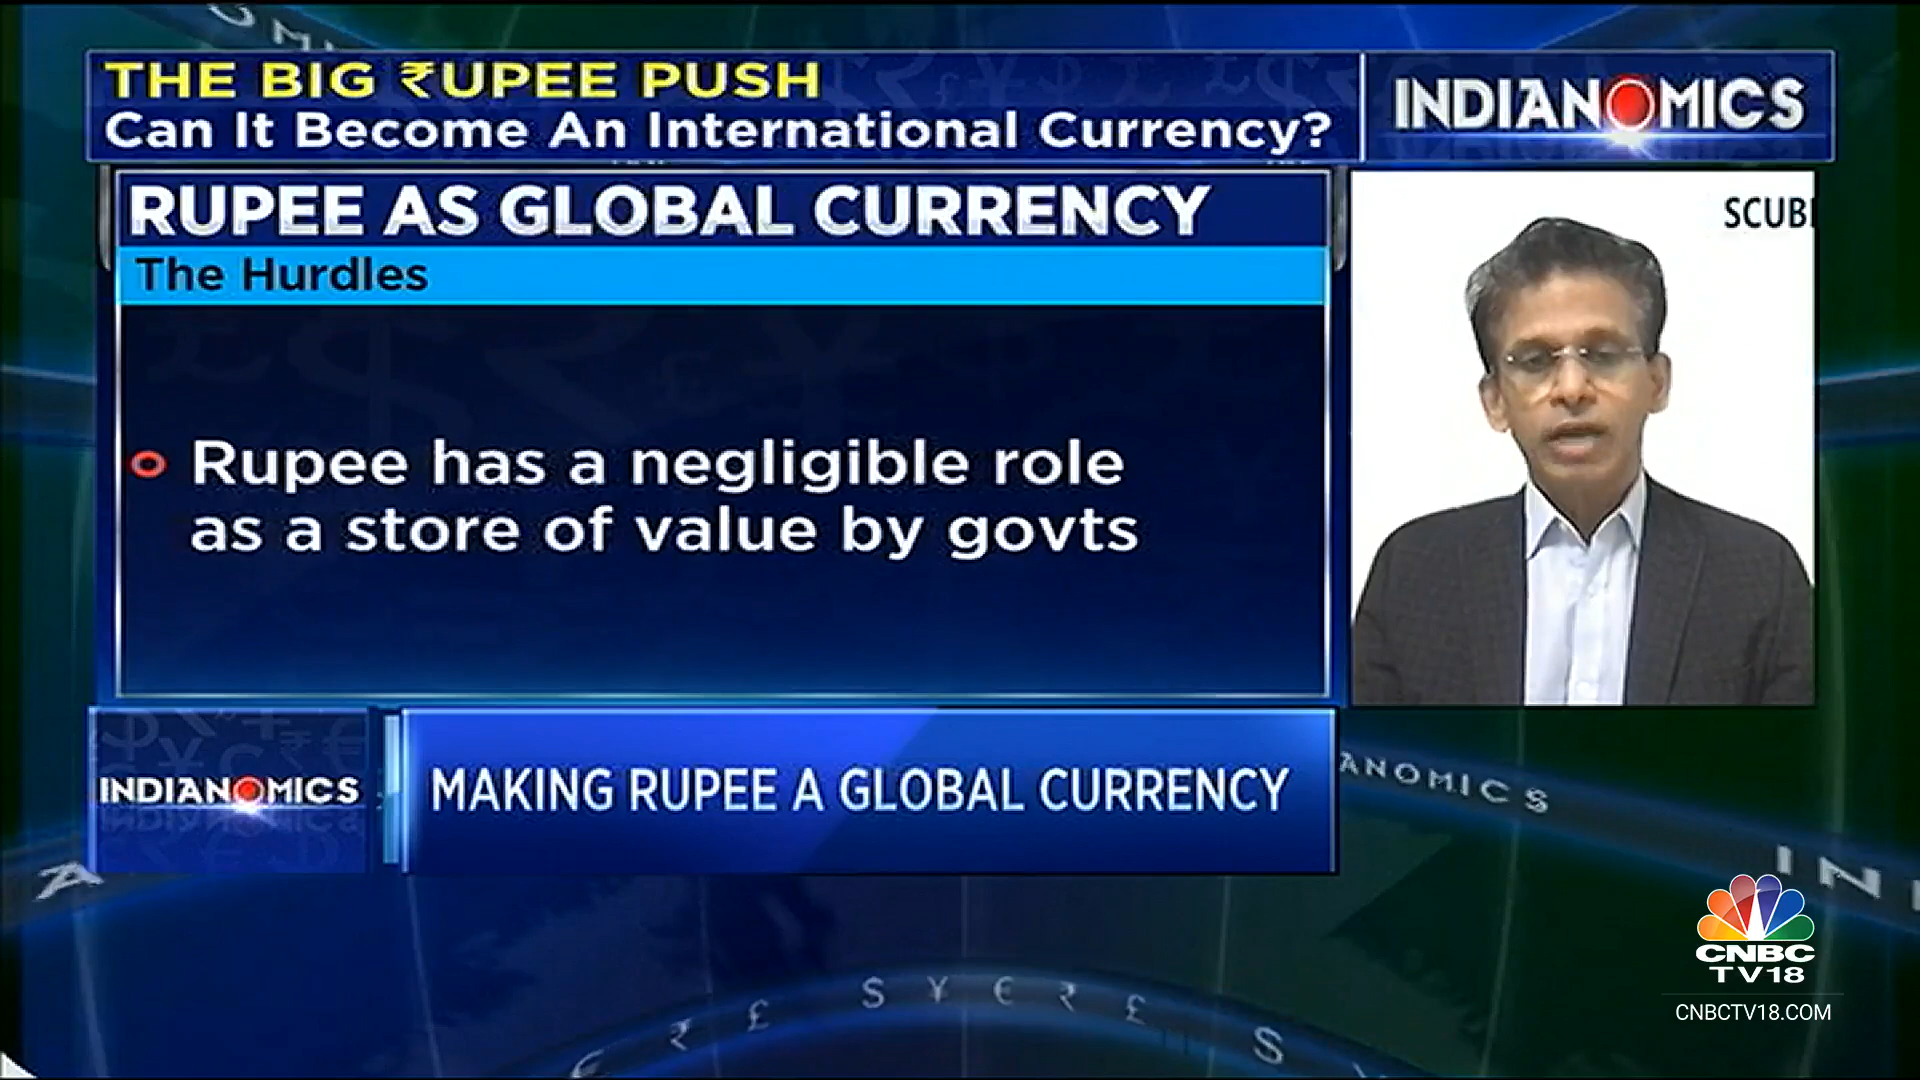 THE BIG ₹UPEE PUSH
Can It Become An International Currency?
INDIANOMICS
RUPEE AS GLOBAL CURRENCY
The Hurdles
SCUB
Rupee has a negligible role
as a store of value by govts
INDIANOMICS
MAKING RUPEE A GLOBAL CURRENCY
ANOMICS
IN
A
CNBC
TV18
CNBCTV18.COM
$ ¥ € ₹ £
₹ £
S